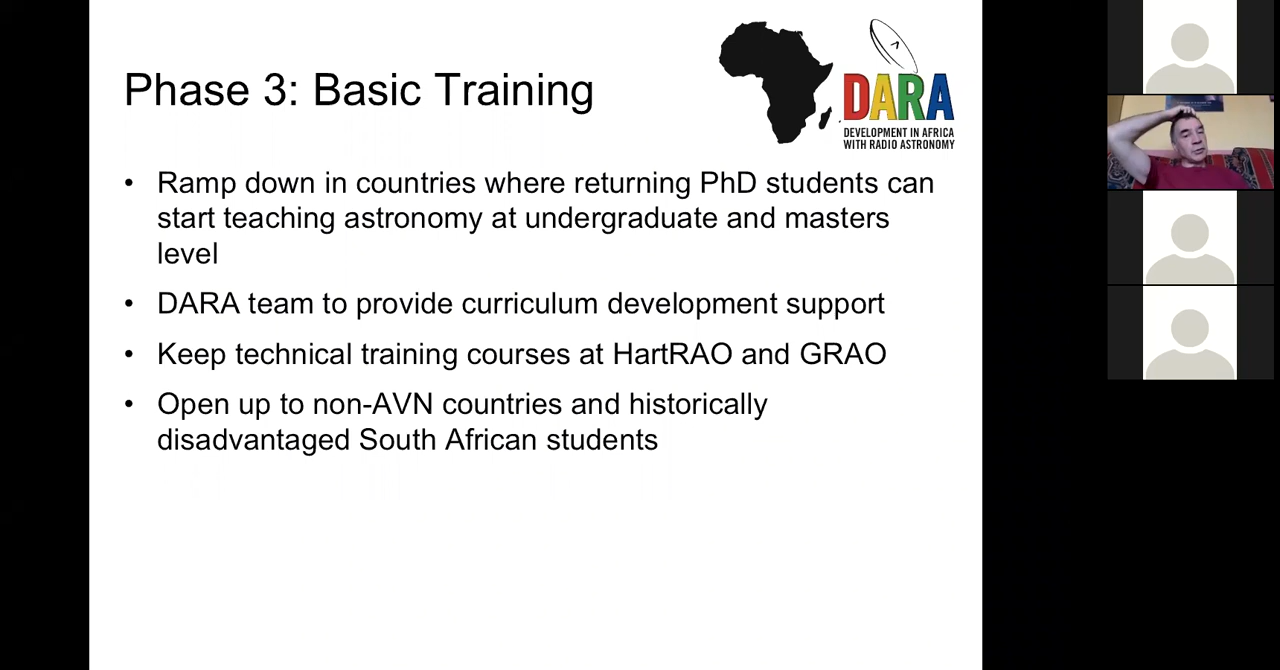 Phase 3: Basic Training
DARA
DEVELOPMENT IN AFRICA
WITH RADIO ASTRONOMY
• Ramp down in countries where returning PhD students can
start teaching astronomy at undergraduate and masters
level
• DARA team to provide curriculum development support
• Keep technical training courses at HartRAO and GRAO
• Open up to non-AVN countries and historically
disadvantaged South African students